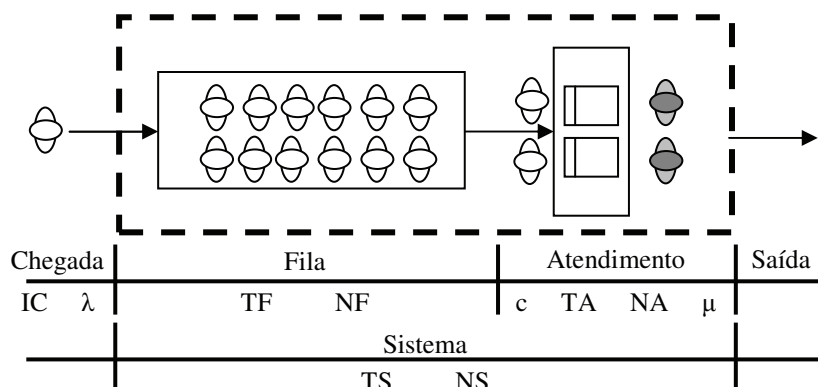 Chegada Fila Atendimento Saída
IC λ TF NF c TA NA μ
Sistema
TS NS